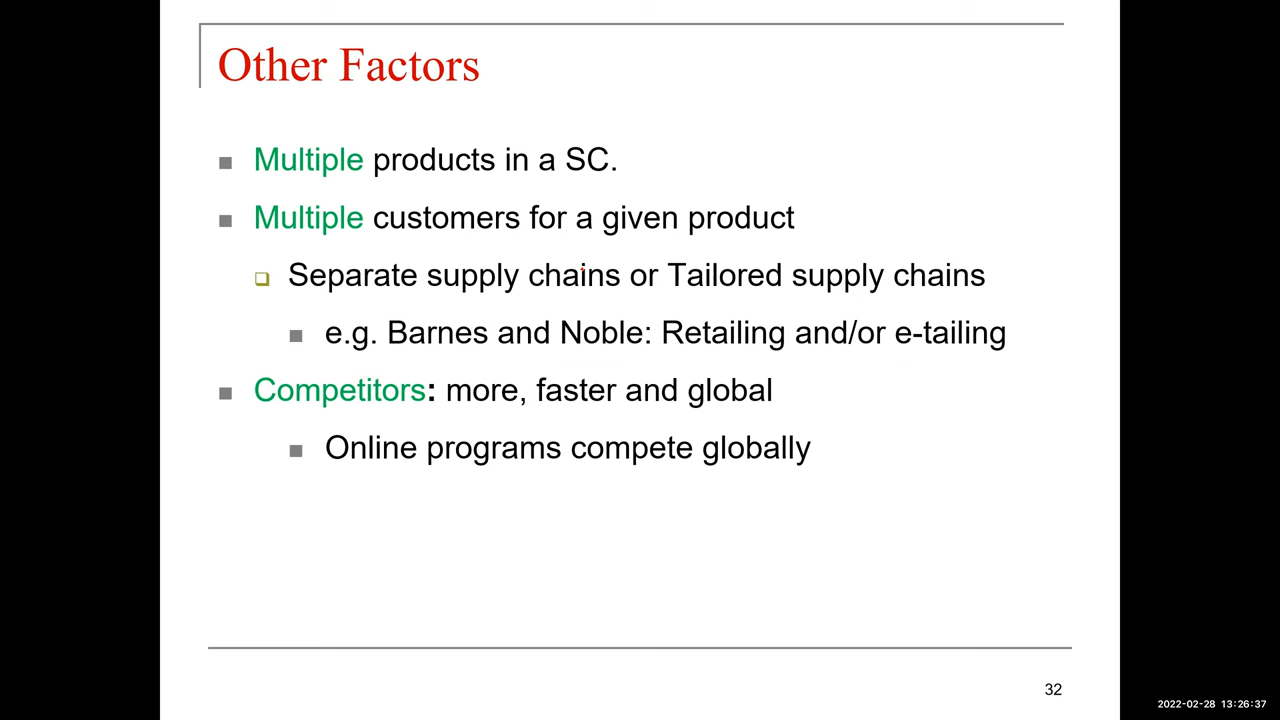 Other Factors
Multiple products in a SC.
Multiple customers for a given product
Separate supply chains or Tailored supply chains
e.g. Barnes and Noble: Retailing and/or e-tailing
Competitors: more, faster and global
Online programs compete globally
32
2022-02-28 13:26:37